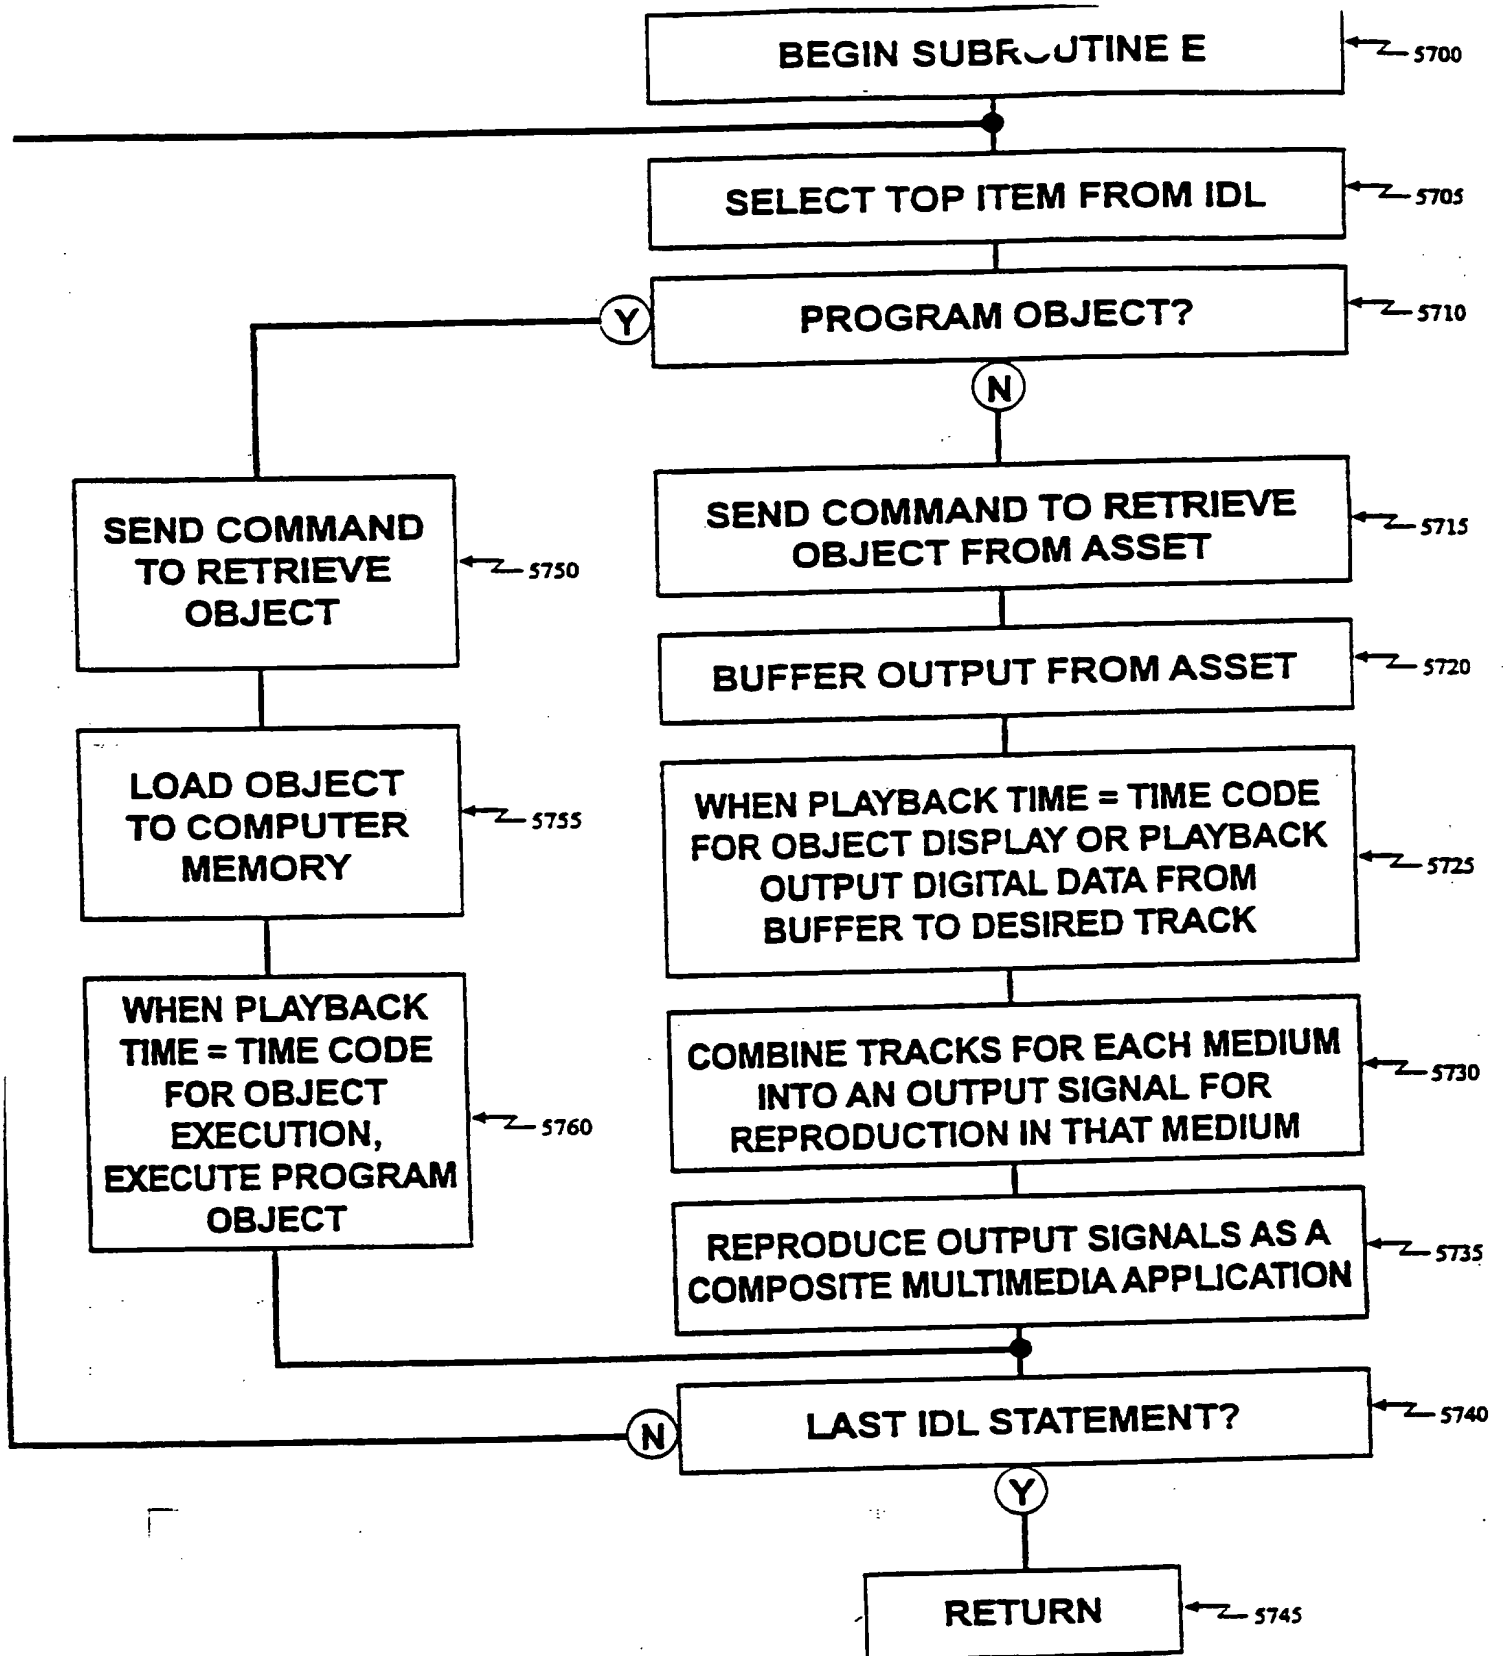 BEGIN SUBROUTINE E
5700
SELECT TOP ITEM FROM IDL
5705
PROGRAM OBJECT?
5710
Y
N
SEND COMMAND TO RETRIEVE
OBJECT FROM ASSET
5715
BUFFER OUTPUT FROM ASSET
5720
WHEN PLAYBACK TIME = TIME CODE
FOR OBJECT DISPLAY OR PLAYBACK
OUTPUT DIGITAL DATA FROM
BUFFER TO DESIRED TRACK
5725
COMBINE TRACKS FOR EACH MEDIUM
INTO AN OUTPUT SIGNAL FOR
REPRODUCTION IN THAT MEDIUM
5730
REPRODUCE OUTPUT SIGNALS AS A
COMPOSITE MULTIMEDIA APPLICATION
5735
SEND COMMAND
TO RETRIEVE
OBJECT
5750
LOAD OBJECT
TO COMPUTER
MEMORY
5755
WHEN PLAYBACK
TIME = TIME CODE
FOR OBJECT
EXECUTION,
EXECUTE PROGRAM
OBJECT
5760
LAST IDL STATEMENT?
5740
N
Y
RETURN
5745